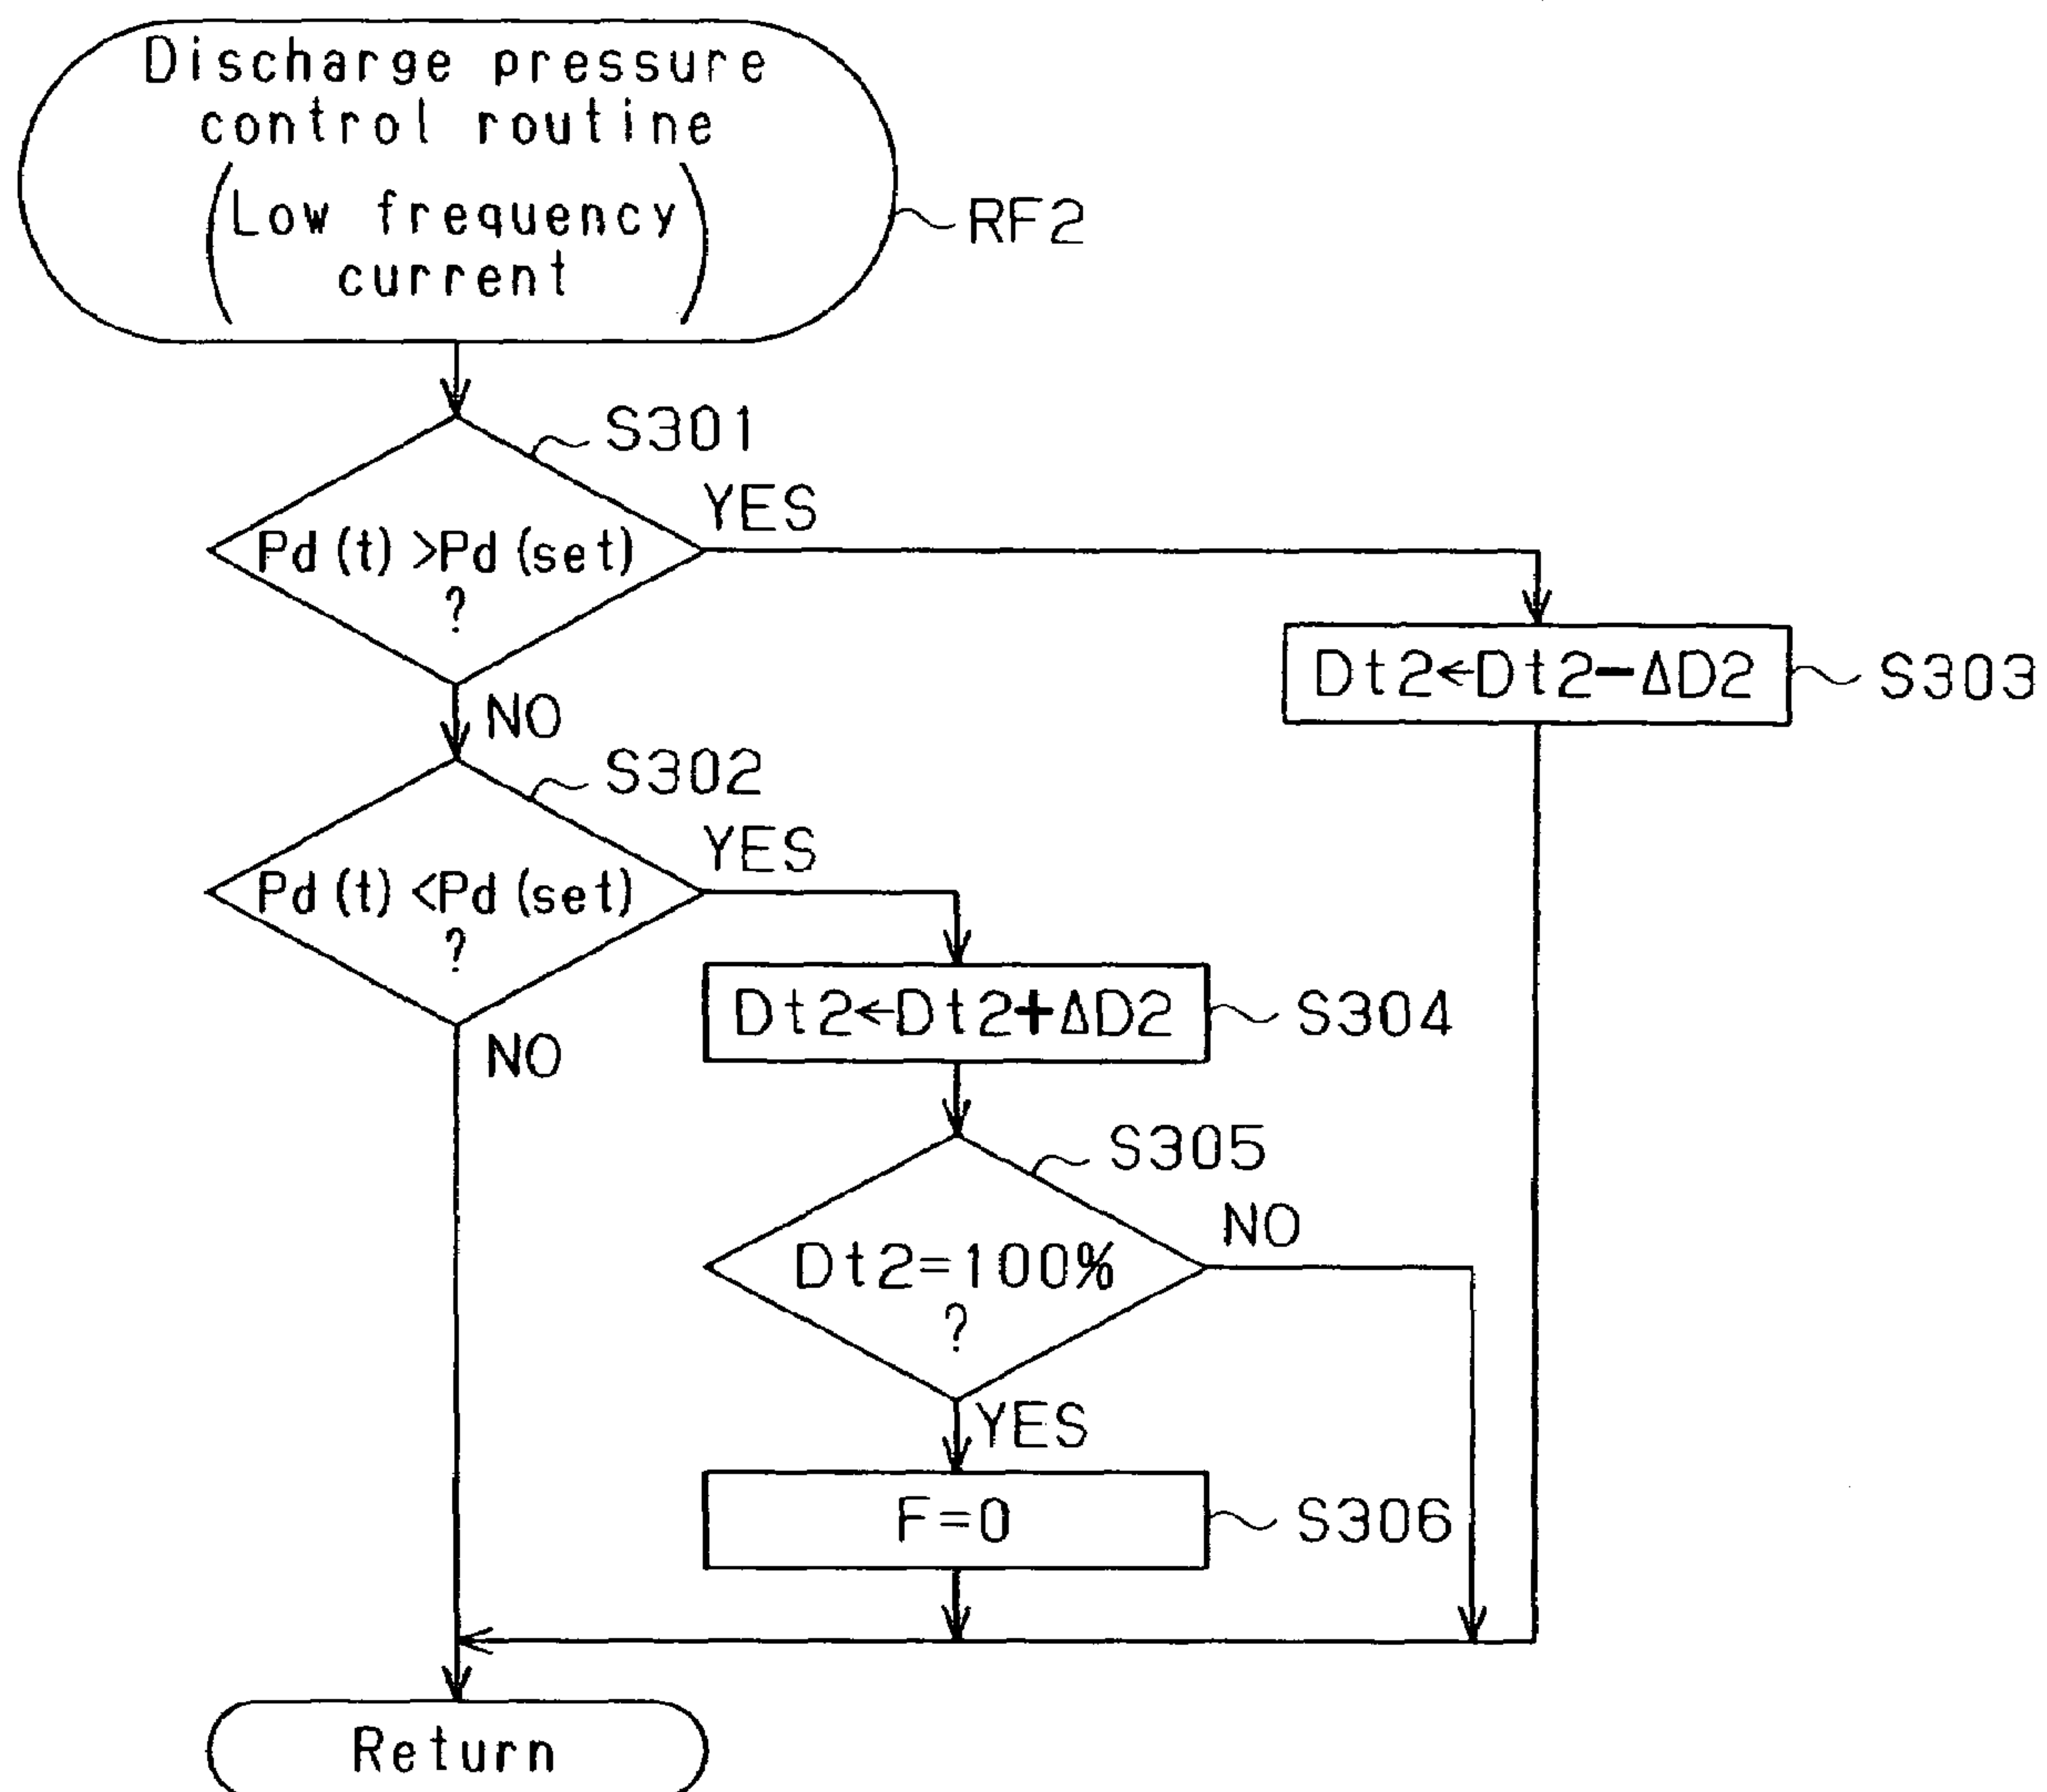 Discharge pressure
control routine
(Low frequency
current)
RF2
S301
YES
Pd(t)>Pd(set)
?
Dt2←Dt2-ΔD2
S303
NO
S302
YES
Pd(t)<Pd(set)
?
Dt2←Dt2+ΔD2
S304
NO
S305
NO
Dt2=100%
?
YES
F=0
S306
Return